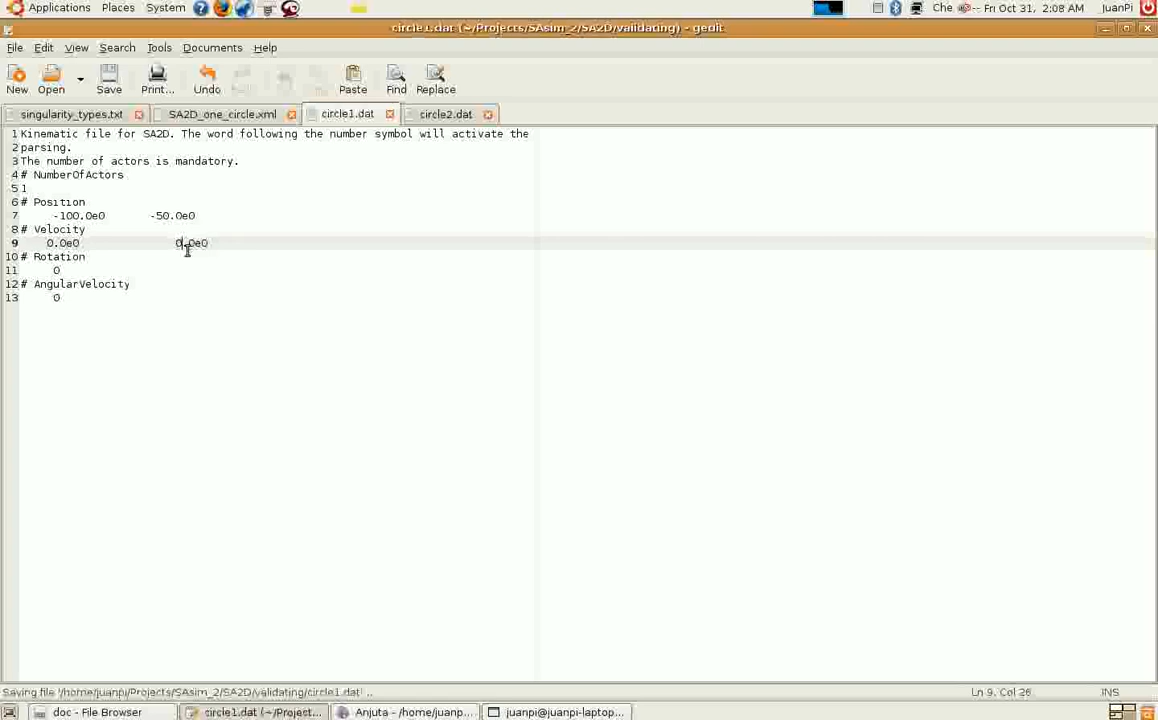 Applications Places System Che Fri Oct 31, 2:08 AM JuanPi
circle1.dat (~/Projects/SAsim_2/SA2D/validating) - gedit
File Edit View Search Tools Documents Help
New Open Save Print... Undo Paste Find Replace
singularity_types.txt SA2D_one_circle.xml circle1.dat circle2.dat
1 Kinematic file for SA2D. The word following the number symbol will activate the
2 parsing.
3 The number of actors is mandatory.
4 # NumberOfActors
5 1
6 # Position
7 -100.0e0 -50.0e0
8 # Velocity
9 0.0e0 0.0e0
10 # Rotation
11 0
12 # AngularVelocity
13 0
Saving file '/home/juanpi/Projects/SAsim_2/SA2D/validating/circle1.dat' ... Ln 9, Col 26 INS
doc - File Browser circle1.dat (~/Project... Anjuta - /home/juanp... juanpi@juanpi-laptop...